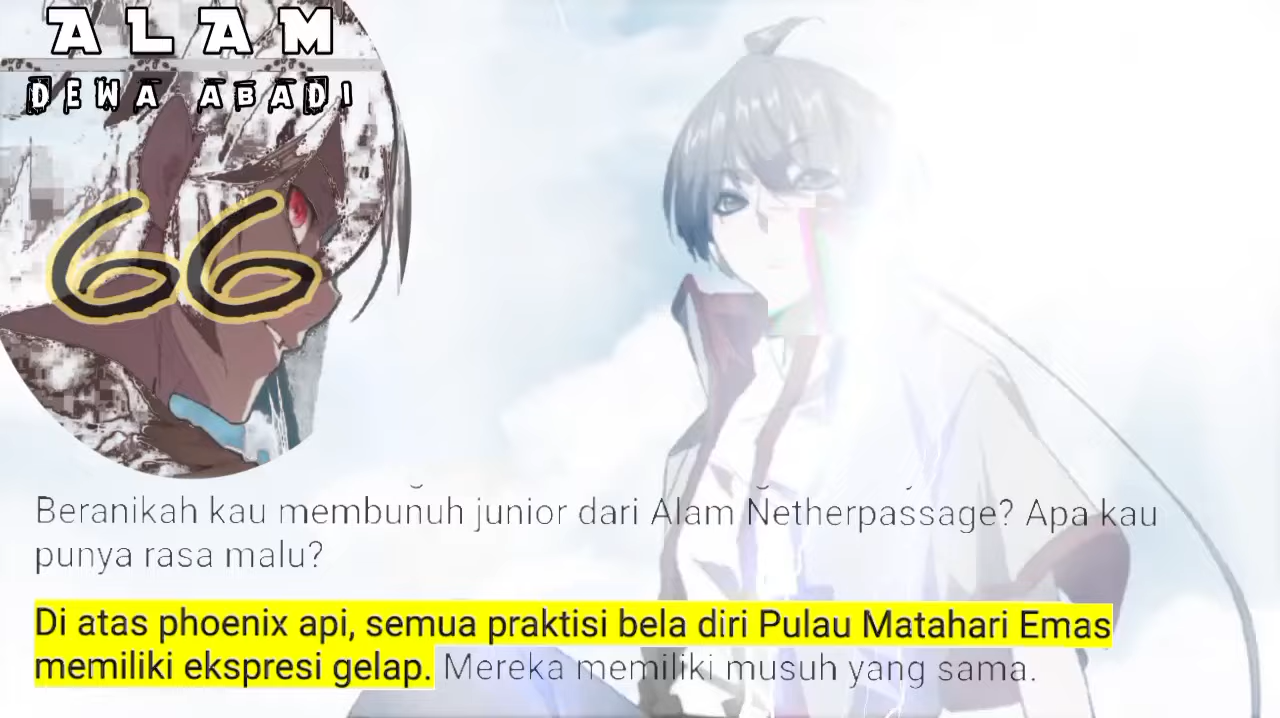 ALAM
DEWA ABADI
66
Beranikah kau membunuh junior dari Alam Netherpassage? Apa kau
punya rasa malu?
Di atas phoenix api, semua praktisi bela diri Pulau Matahari Emas
memiliki ekspresi gelap. Mereka memiliki musuh yang sama.